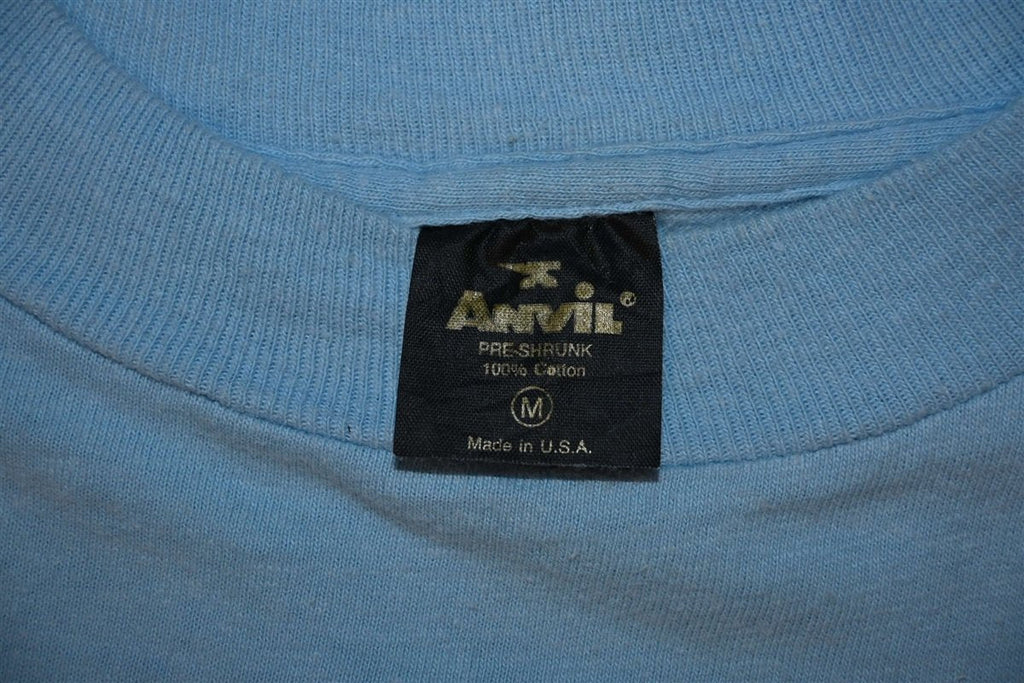 ANViL®
PRE-SHRUNK
100% Cotton
M
Made in U.S.A.